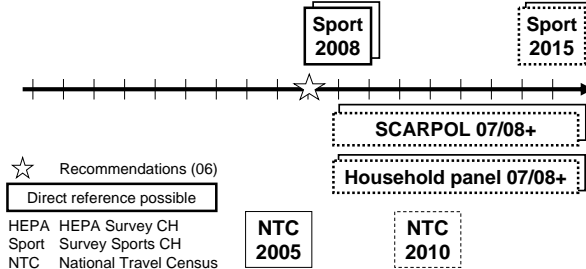 Sport
2008
Sport
2015
SCARPOL 07/08+
Household panel 07/08+
Recommendations (06)
Direct reference possible
HEPA HEPA Survey CH
Sport Survey Sports CH
NTC National Travel Census
NTC
2005
NTC
2010